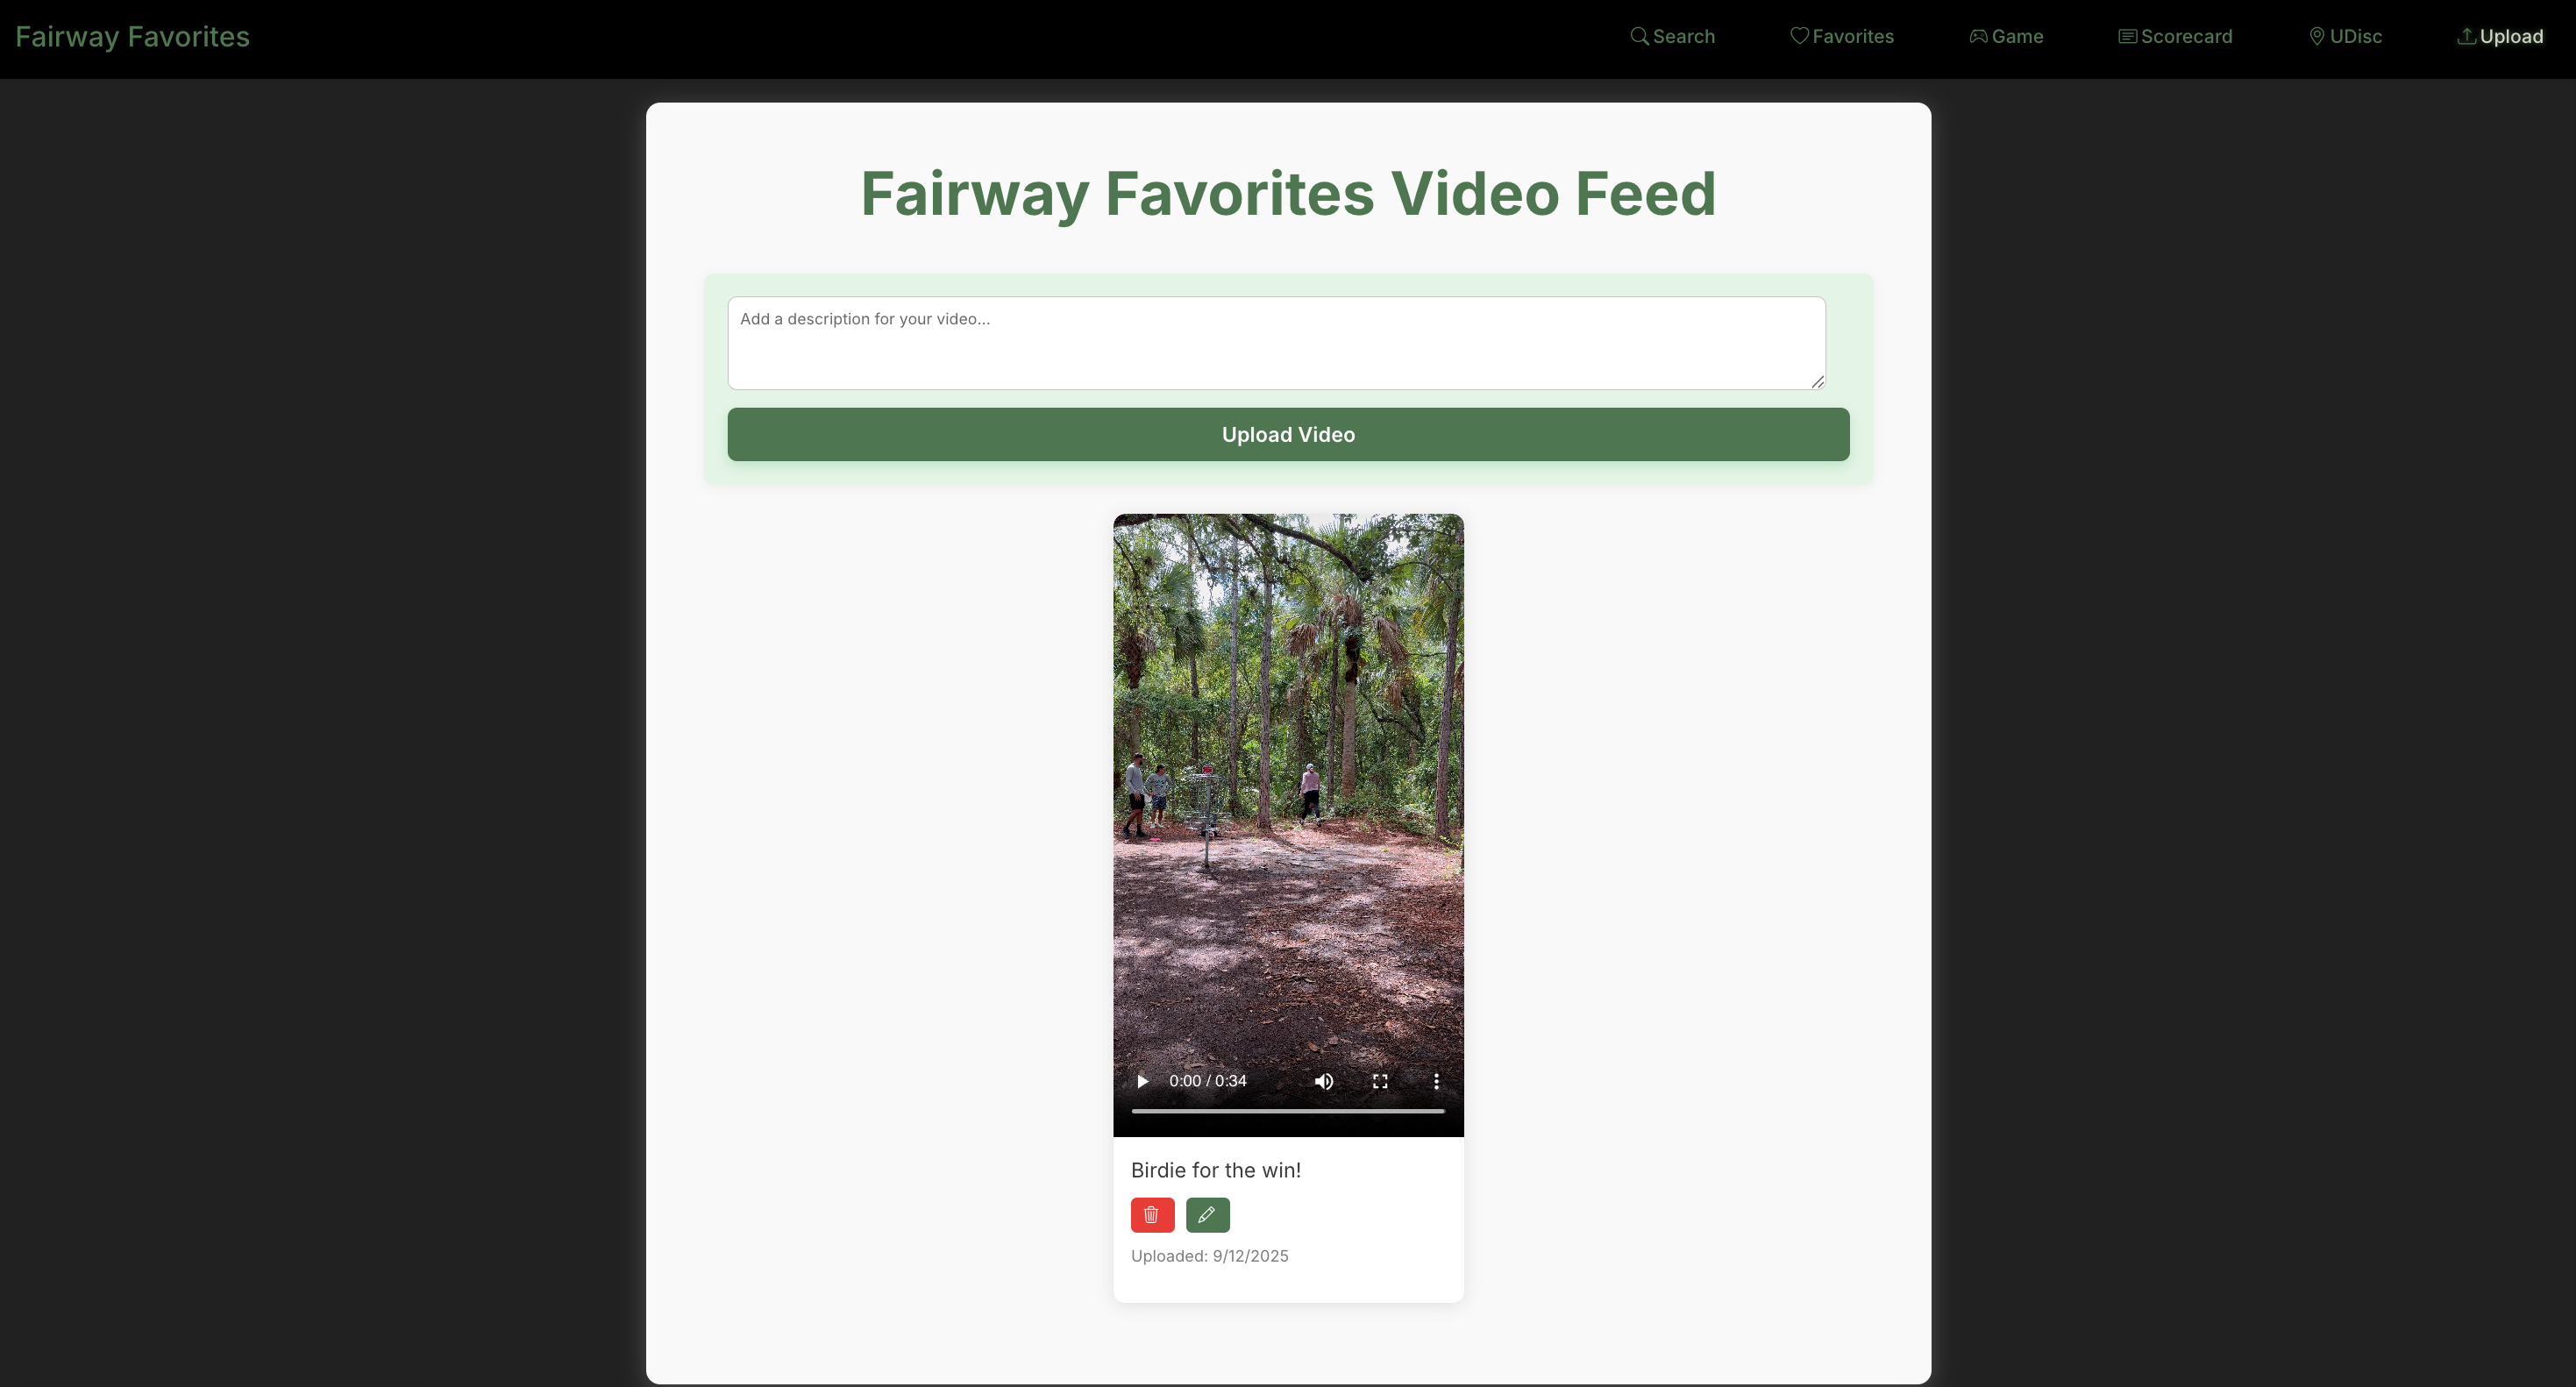 Fairway Favorites
Search Favorites Game Scorecard UDisc Upload
Fairway Favorites Video Feed
Add a description for your video...
Upload Video
0:00 / 0:34
Birdie for the win!
Uploaded: 9/12/2025